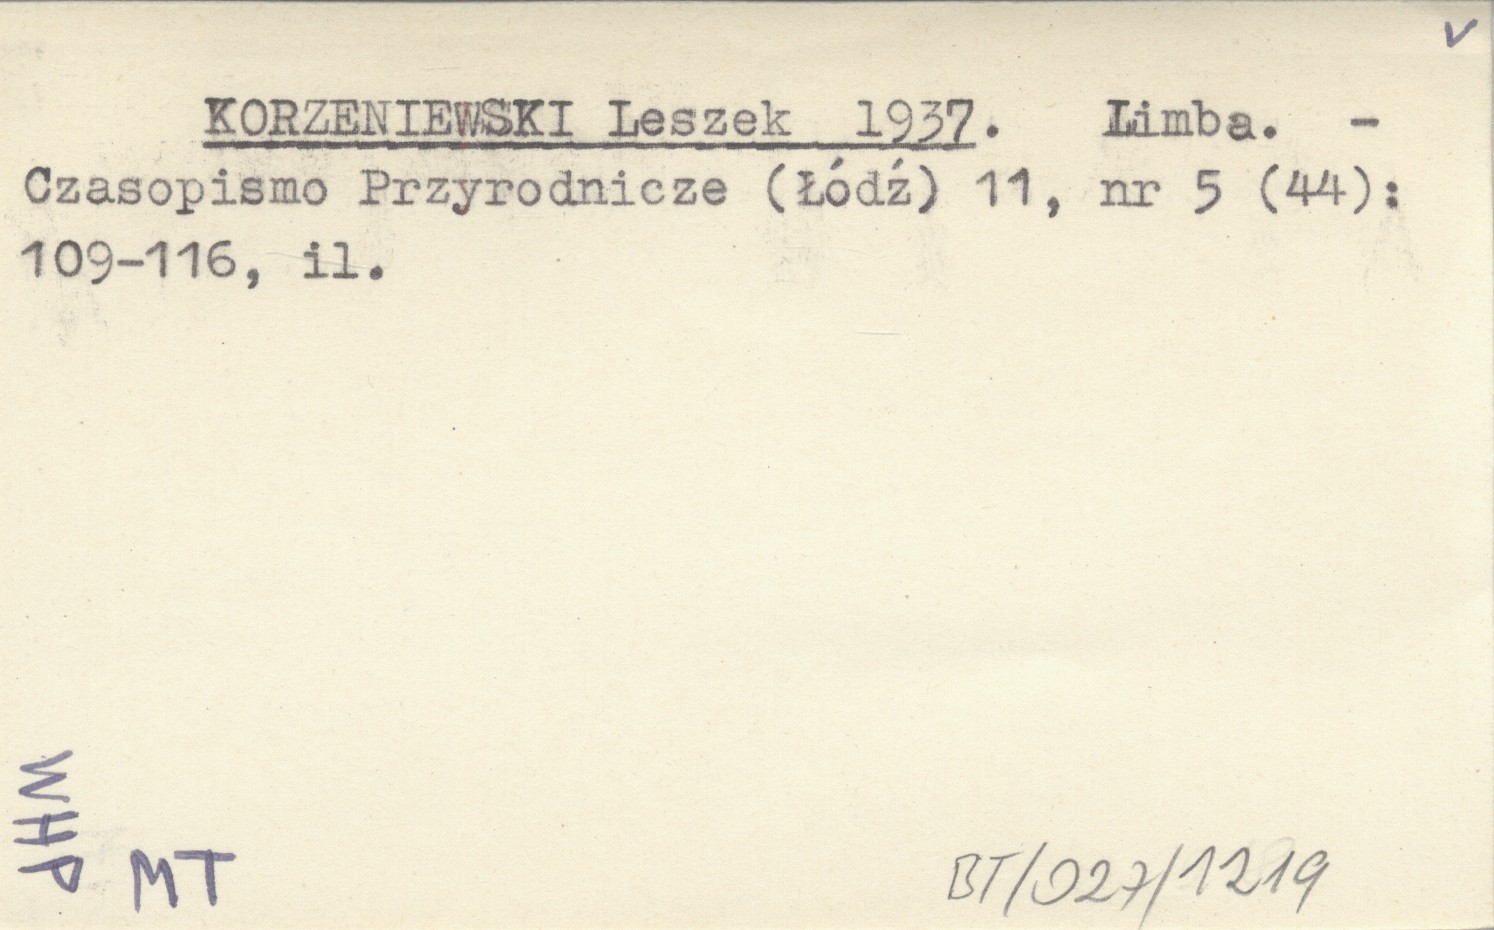 v
KORZENIEWSKI Leszek 1937. Limba. -
Czasopismo Przyrodnicze (Łódź) 11, nr 5 (44):
109-116, il.
WHP
MT
BT/027/1219